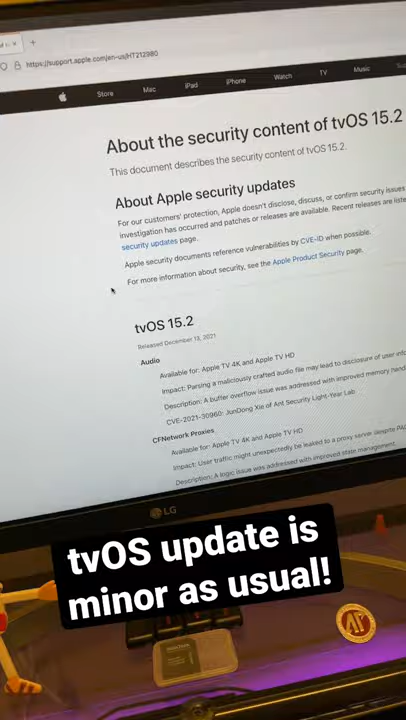 https://support.apple.com/en-us/HT212980
Store Mac iPad iPhone Watch TV Music
About the security content of tvOS 15.2
This document describes the security content of tvOS 15.2.
About Apple security updates
For our customers' protection, Apple doesn't disclose, discuss, or confirm security issues
investigation has occurred and patches or releases are available. Recent releases are
security updates page.
Apple security documents reference vulnerabilities by CVE-ID when possible.
For more information about security, see the Apple Product Security page.
tvOS 15.2
Released December 13, 2021
Audio
Available for: Apple TV 4K and Apple TV HD
Impact: Parsing a maliciously crafted audio file may lead to disclosure of user
Description: A buffer overflow issue was addressed with improved memory
CVE-2021-30960: JunDong Xie of Ant Security Light-Year Lab
CFNetwork Proxies
Available for: Apple TV 4K and Apple TV HD
Impact: User traffic might unexpectedly be leaked to a proxy server despite
Description: A logic issue was addressed with improved state management.
LG
tvOS update is
minor as usual!